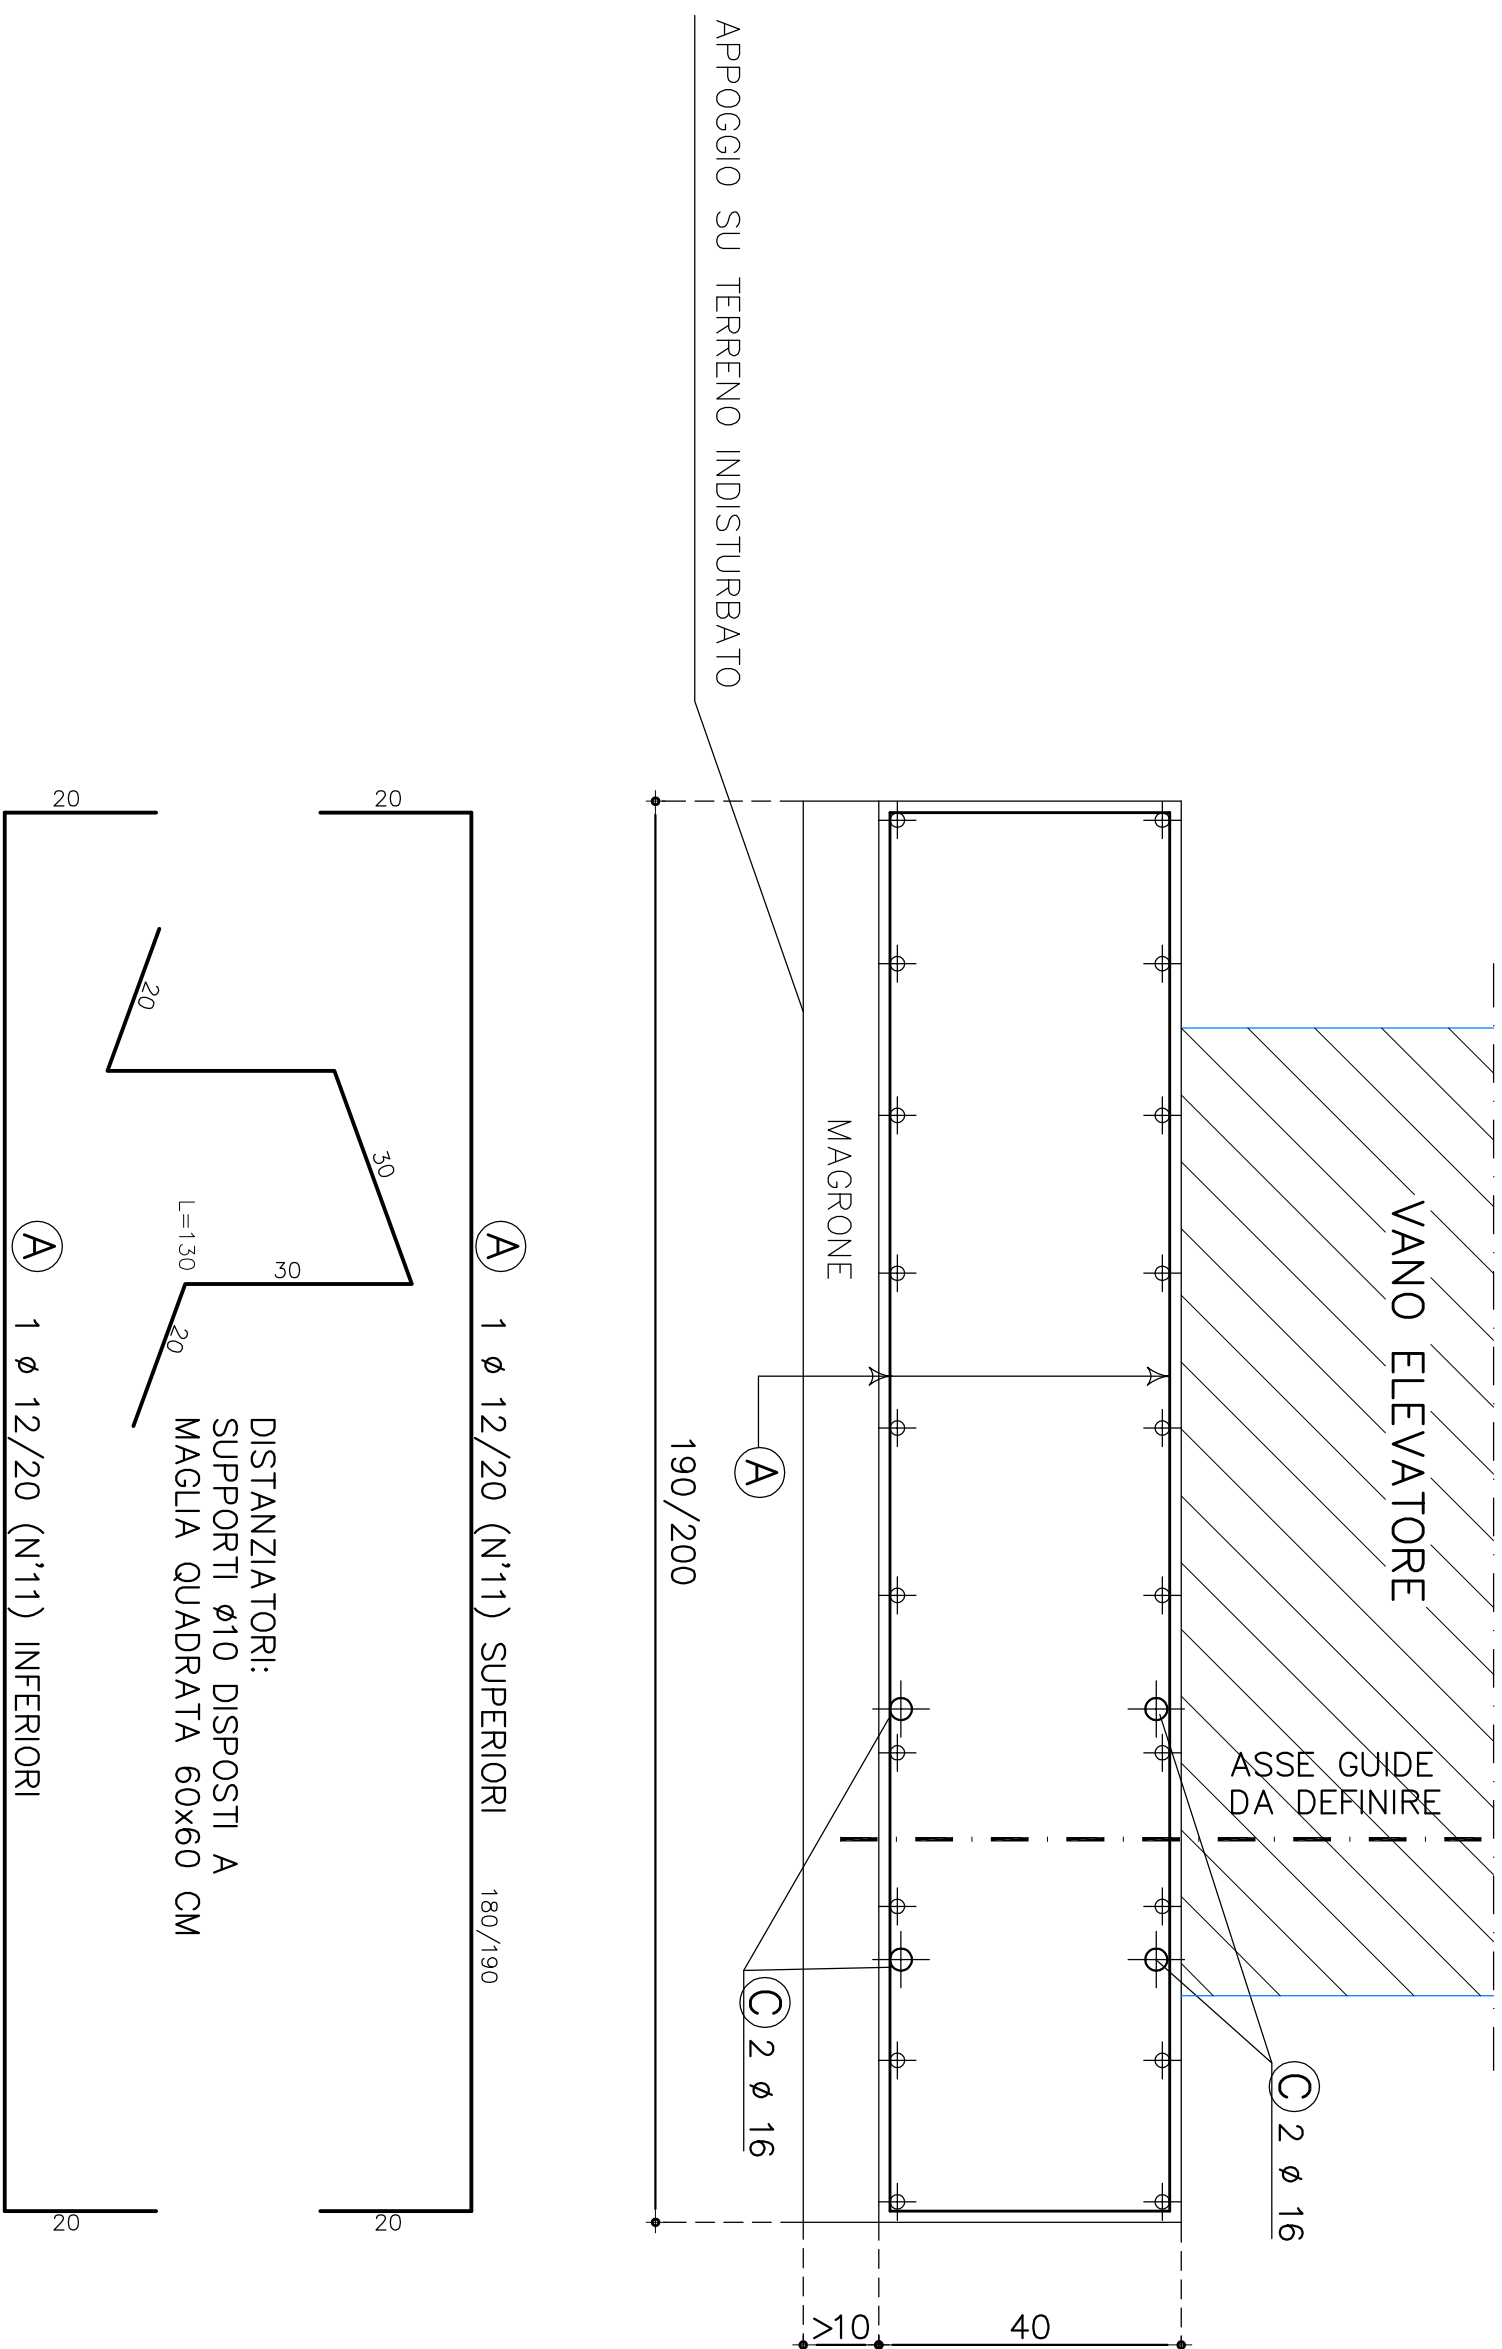 VANO ELEVATORE
ASSE GUIDE
DA DEFINIRE
C 2 ø 16
40
>10
MAGRONE
A
C 2 ø 16
APPOGGIO SU TERRENO INDISTURBATO
190/200
A 1 ø 12/20 (N'11) SUPERIORI
180/190
20
20
30
30
20
20
L=130
DISTANZIATORI:
SUPPORTI ø10 DISPOSTI A
MAGLIA QUADRATA 60x60 CM
20
20
A 1 ø 12/20 (N'11) INFERIORI